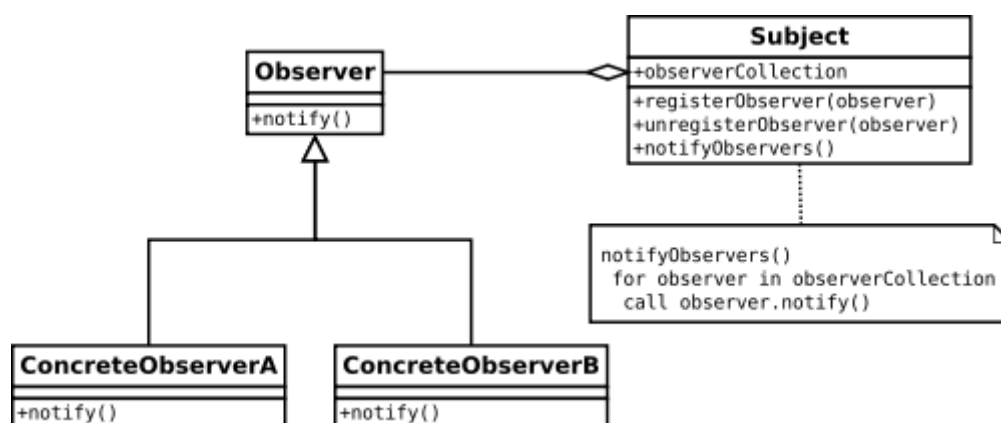 Observer
+notify()
Subject
+observerCollection
+registerObserver(observer)
+unregisterObserver(observer)
+notifyObservers()
notifyObservers()
for observer in observerCollection
call observer.notify()
ConcreteObserverA
+notify()
ConcreteObserverB
+notify()